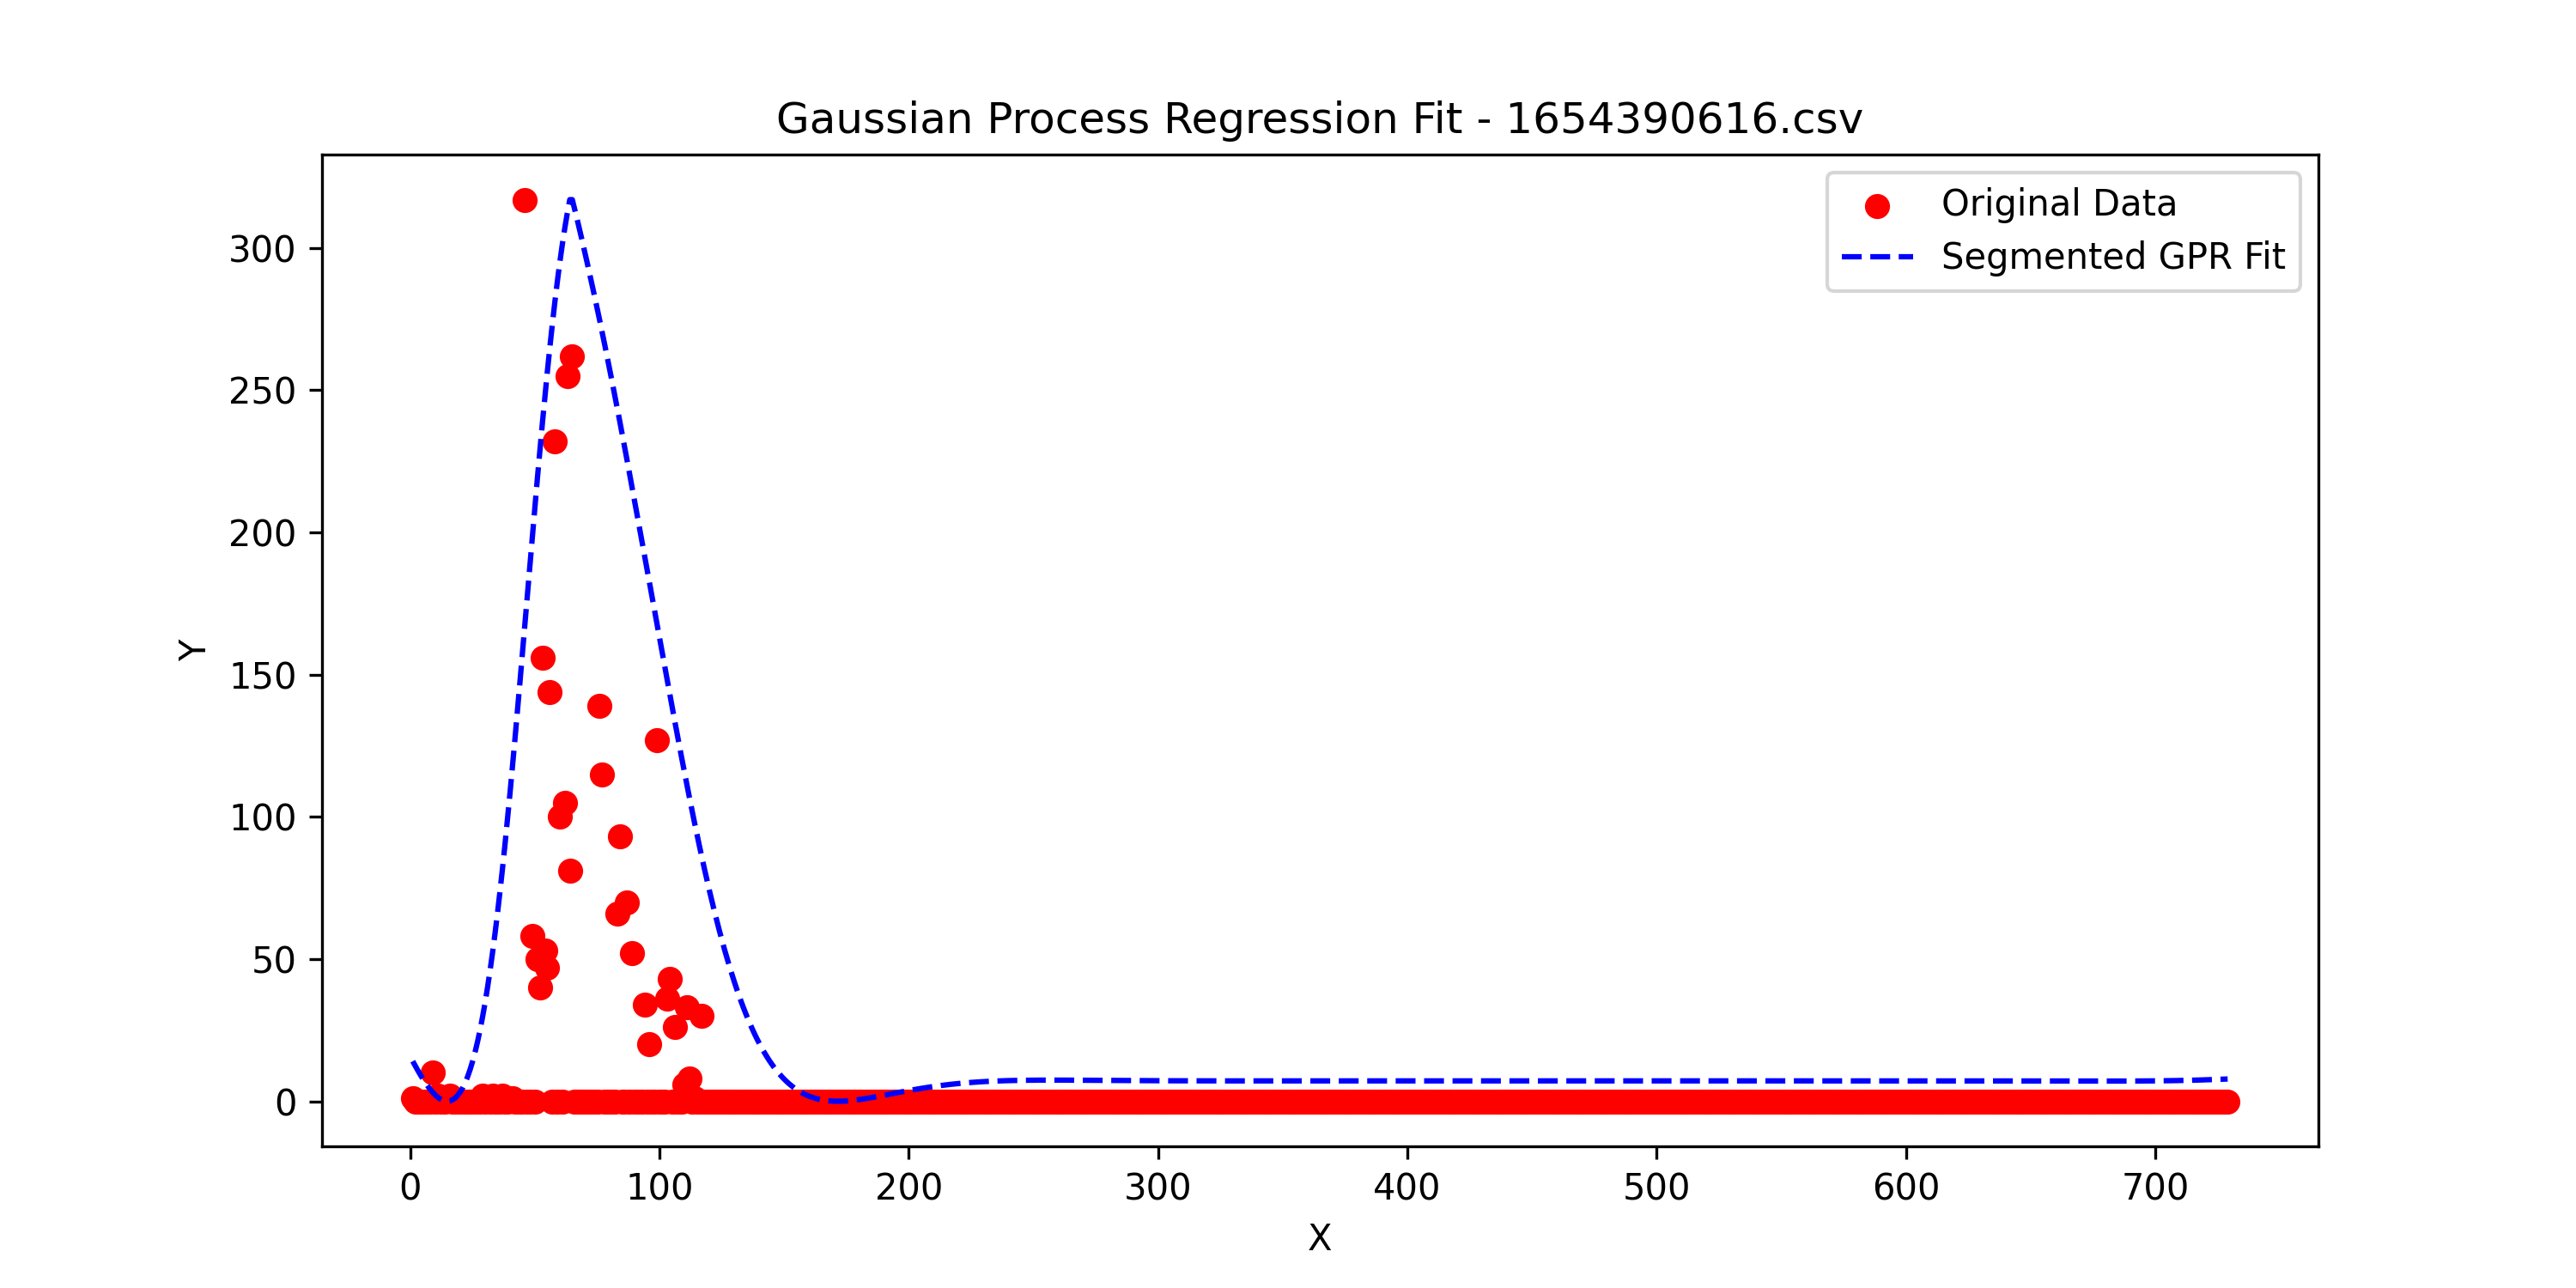 Gaussian Process Regression Fit - 1654390616.csv
Original Data
Segmented GPR Fit
300
250
200
150
100
50
0
Y
0 100 200 300 400 500 600 700
X